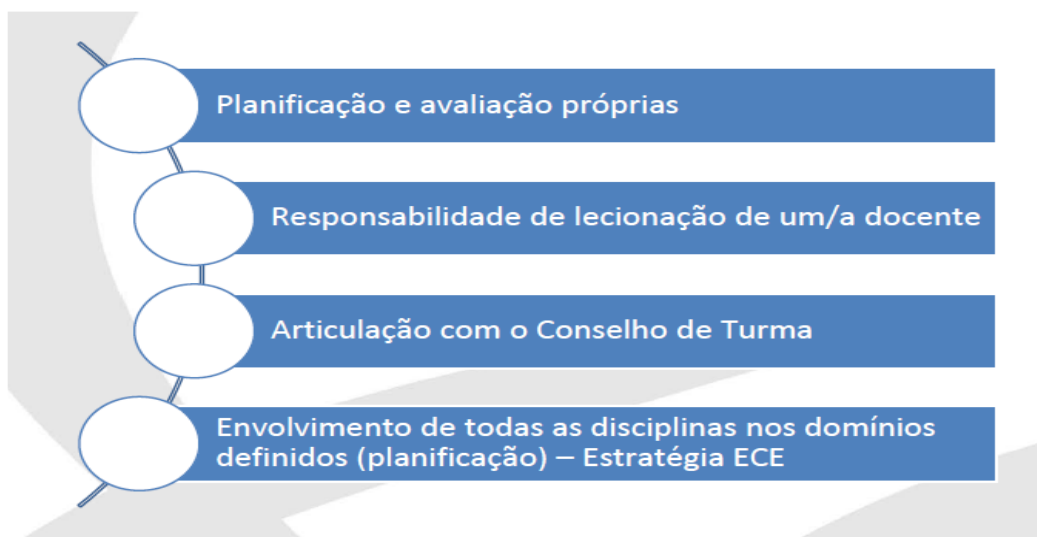 Planificação e avaliação próprias
Responsabilidade de lecionação de um/a docente
Articulação com o Conselho de Turma
Envolvimento de todas as disciplinas nos domínios
definidos (planificação) – Estratégia ECE